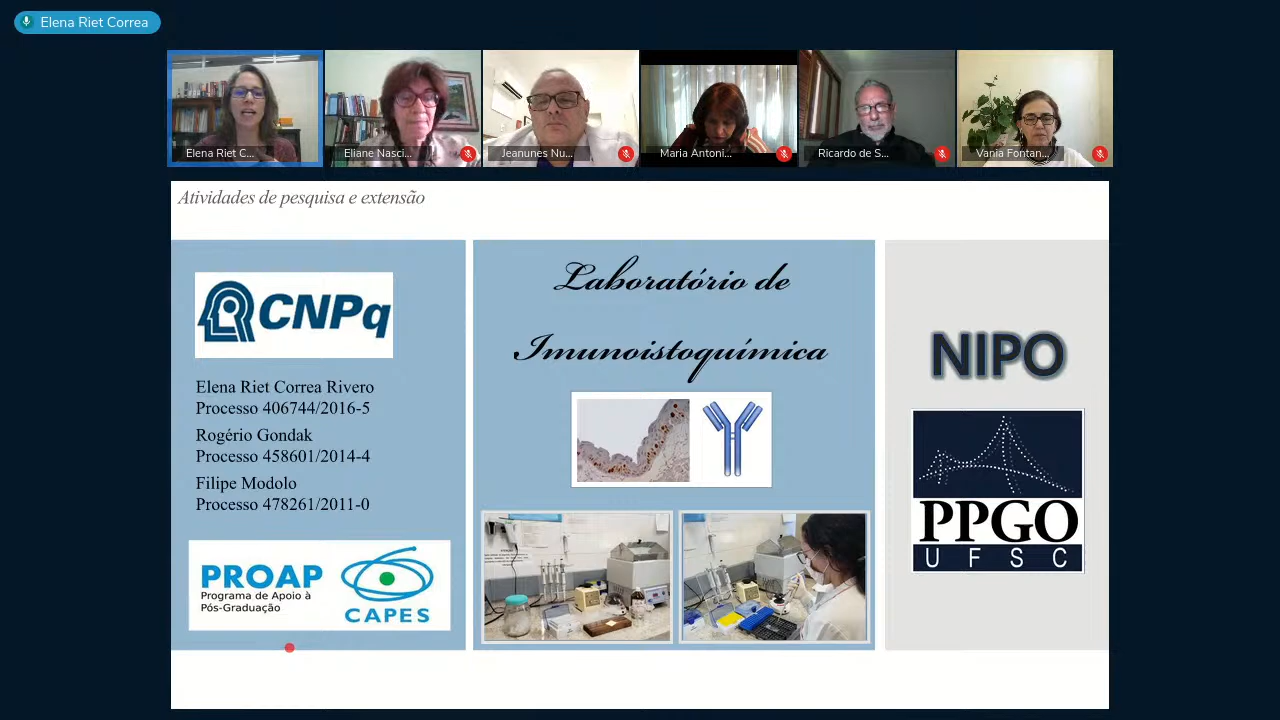 Elena Riet Correa
Elena Riet C...
Eliane Nasci...
Jeanunes Nu...
Maria Antoni...
Ricardo de S...
Vania Fontan...
Atividades de pesquisa e extensão
CNPq
Elena Riet Correa Rivero
Processo 406744/2016-5
Rogério Gondak
Processo 458601/2014-4
Filipe Modolo
Processo 478261/2011-0
PROAP
Programa de Apoio à
Pós-Graduação
CAPES
Laboratório de
Imunoistoquímica
NIPO
PPGO
UFSC